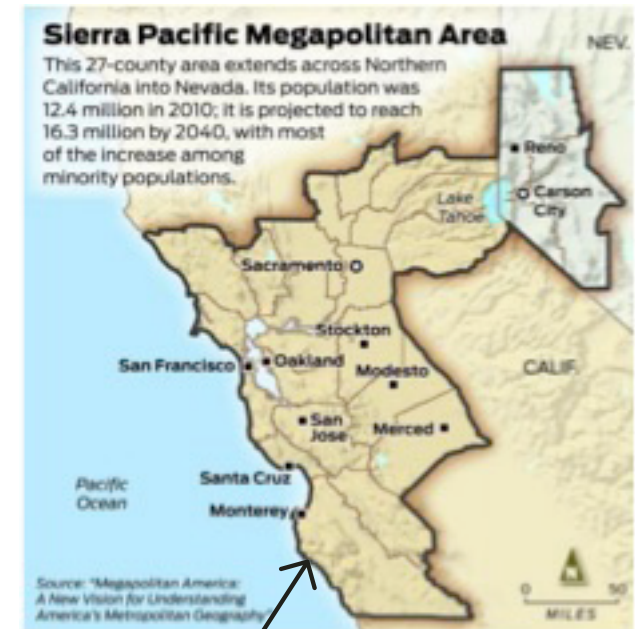 Sierra Pacific Megapolitan Area
This 27-county area extends across Northern
California into Nevada. Its population was
12.4 million in 2010; it is projected to reach
16.3 million by 2040, with most
of the increase among
minority populations.
NEV.
Reno
Lake
Tahoe
Carson
City
Sacramento
Stockton
San Francisco
Oakland
Modesto
CALIF.
San
Jose
Merced
Santa Cruz
Pacific
Ocean
Monterey
Source: "Megapolitan America:
A New Vision for Understanding
America's Metropolitan Geography"
N
0 50
MILES